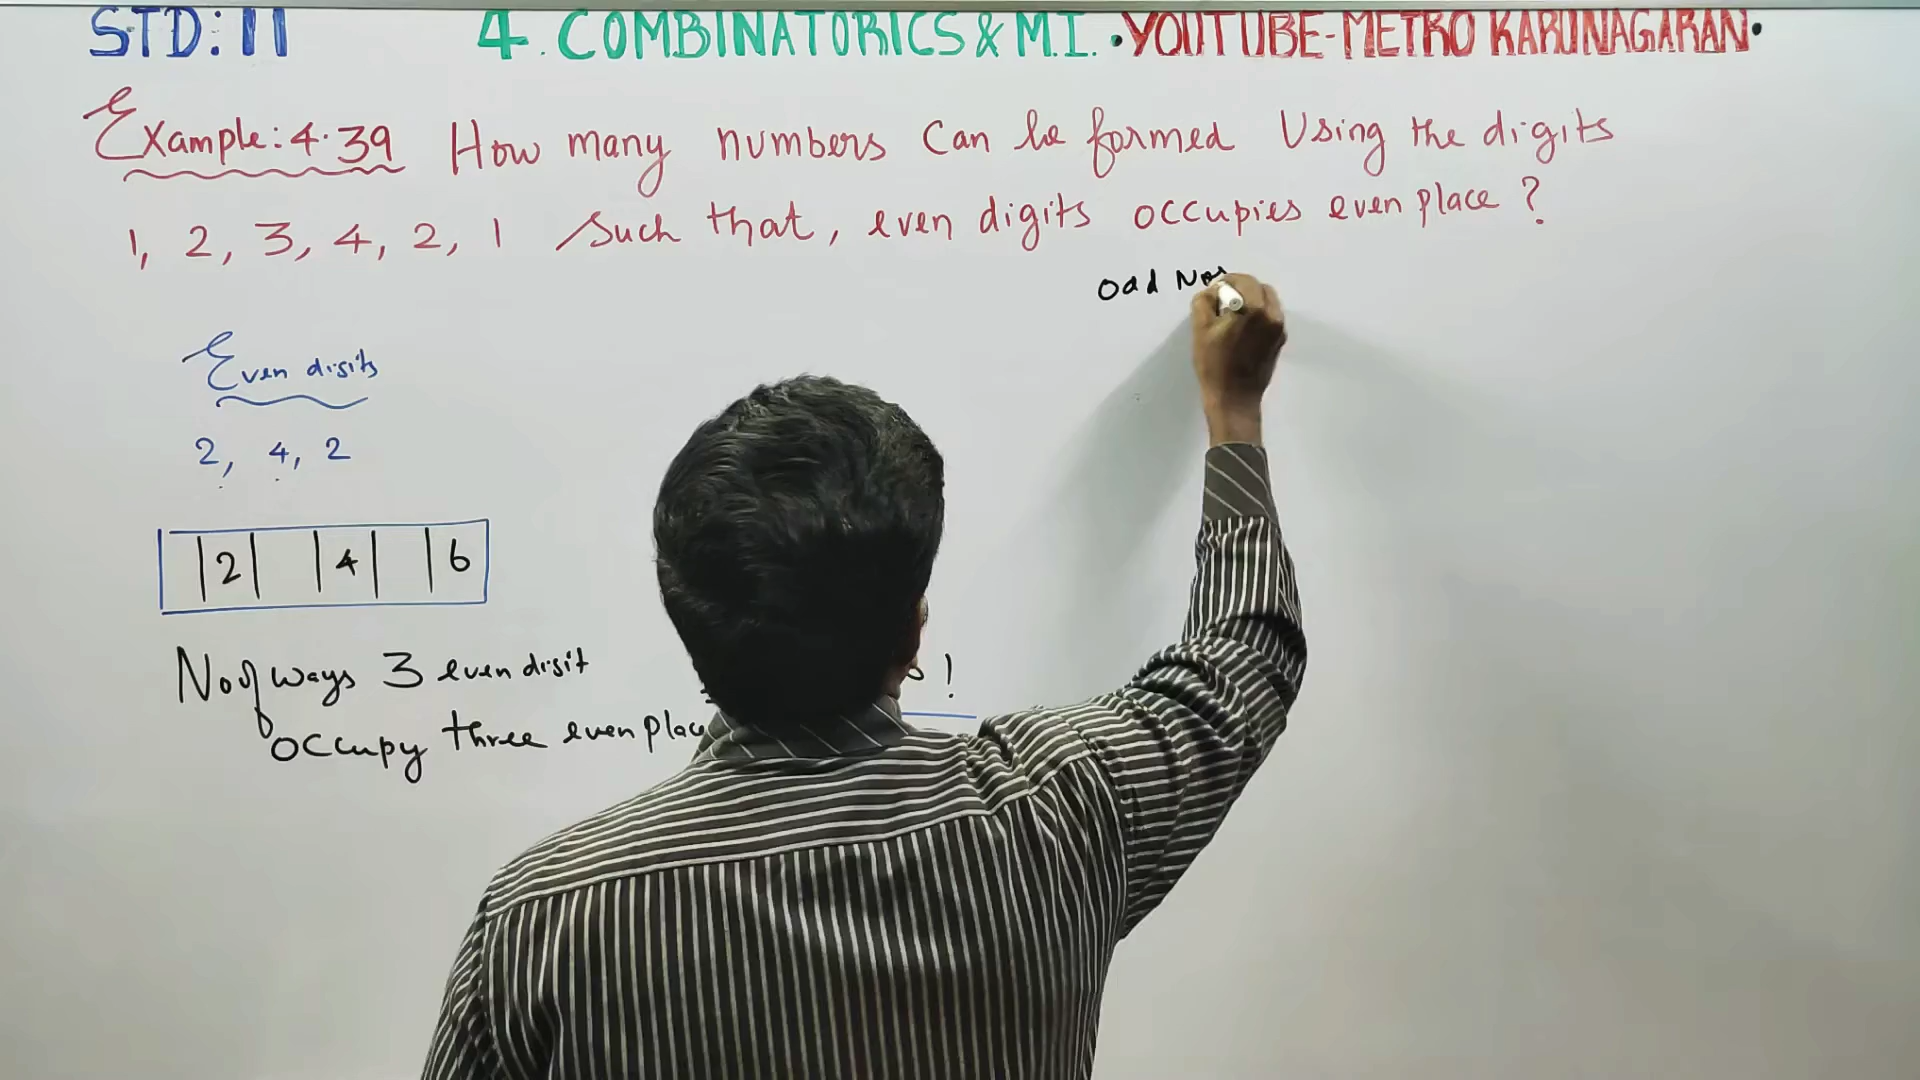 STD: 11 4. COMBINATORICS & M.I. •YOUTUBE-METRO KARUNAGARAN•
Example: 4.39 How many numbers can be formed Using the digits
1, 2, 3, 4, 2, 1 such that, even digits occupies even place?
Odd Nos
Even digits
2, 4, 2
2 4 6
No of ways 3 even digit
occupy three even place
!